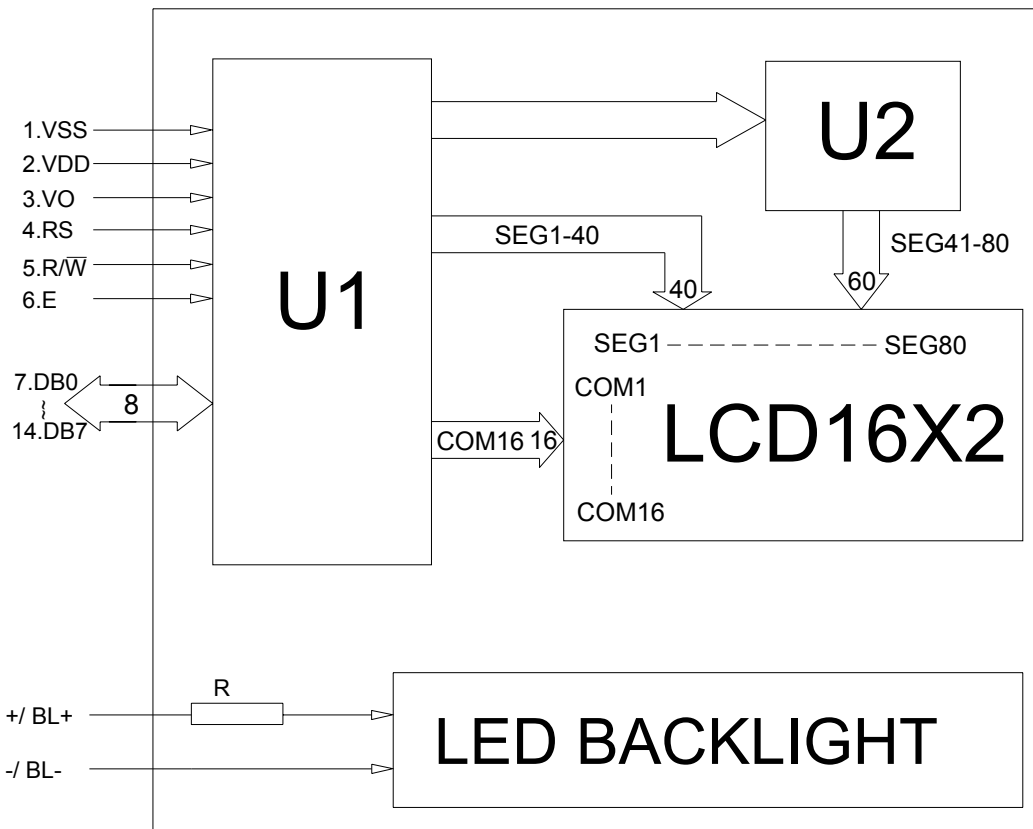 1.VSS
2.VDD
3.VO
4.RS
5.R/W̅
6.E
7.DB0
~
14.DB7
8
U1
U2
SEG1-40
40
SEG41-80
60
COM16 16
SEG1 SEG80
COM1
COM16
LCD16X2
+/ BL+
-/ BL-
R
LED BACKLIGHT